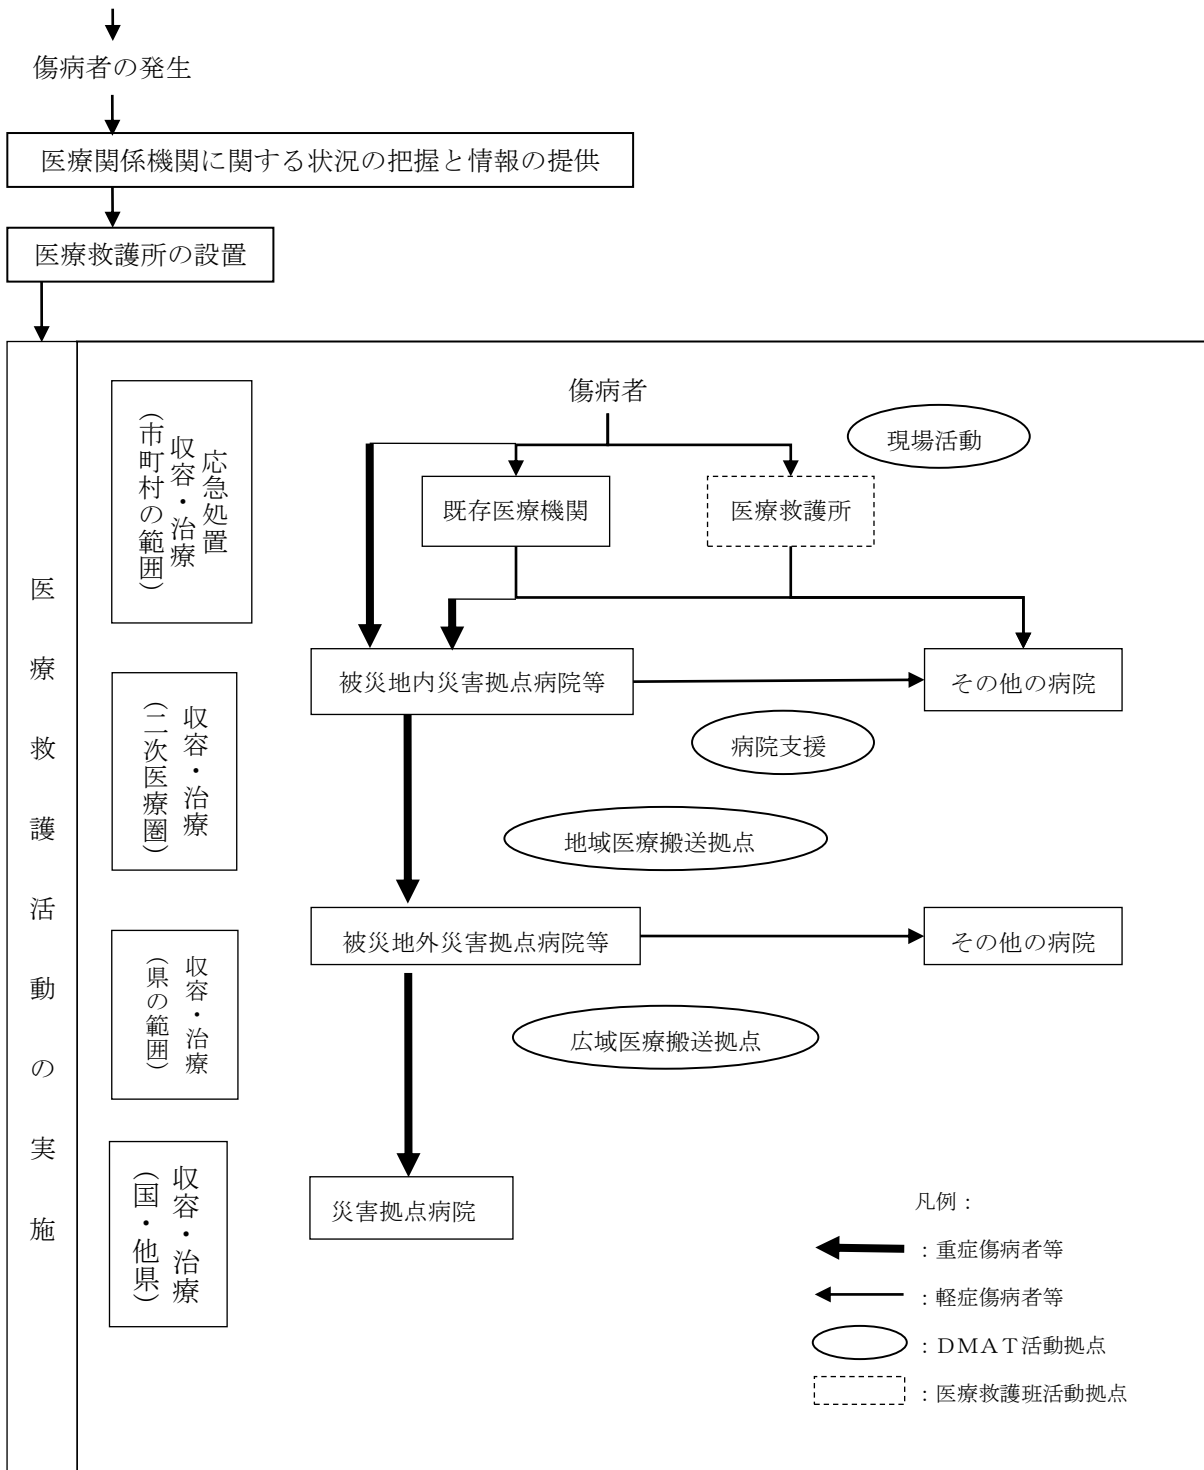 傷病者の発生
医療関係機関に関する状況の把握と情報の提供
医療救護所の設置
医療救護活動の実施
応急処置
収容・治療
（市町村の範囲）
傷病者
現場活動
既存医療機関
医療救護所
収容・治療
（二次医療圏）
被災地内災害拠点病院等
その他の病院
病院支援
地域医療搬送拠点
収容・治療
（県の範囲）
被災地外災害拠点病院等
その他の病院
広域医療搬送拠点
収容・治療
（国・他県）
災害拠点病院
凡例：
：重症傷病者等
：軽症傷病者等
：ＤＭＡＴ活動拠点
：医療救護班活動拠点